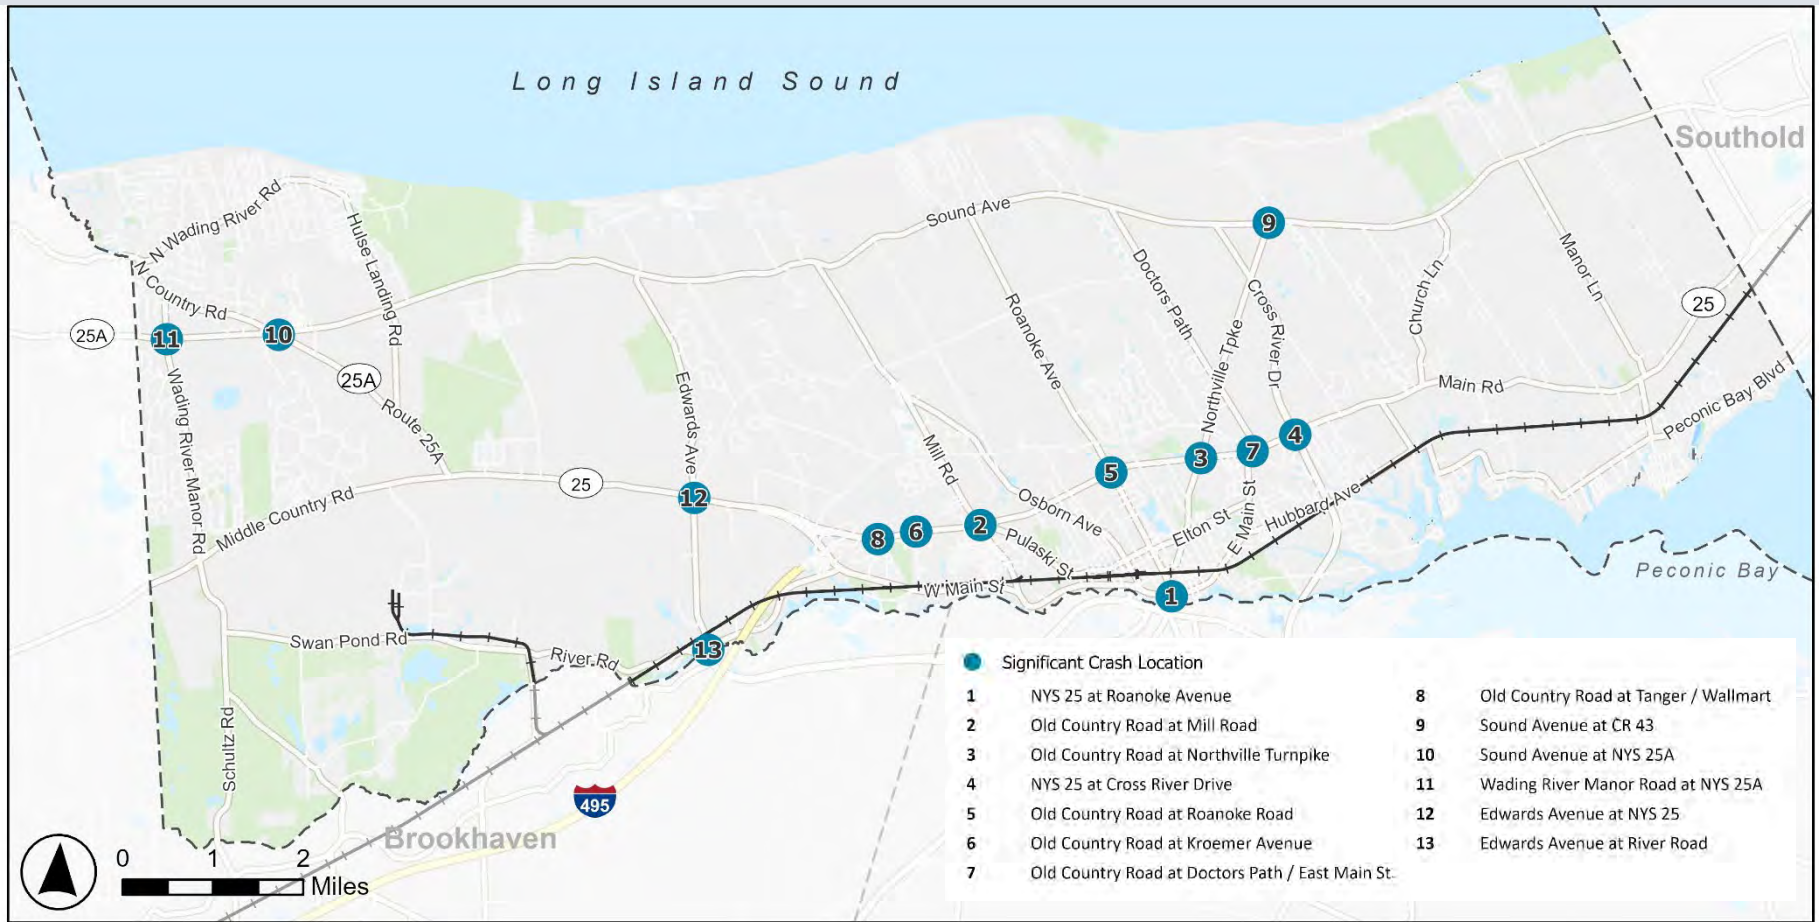 Long Island Sound
Southold
N Wading River Rd
Hulse Landing Rd
Sound Ave
9
Doctors Path
Manor Ln
N Country Rd
Cross River Dr
Church Ln
25
25A
11
10
Roanoke Ave
Northville Tpke
25A
Wading River Manor Rd
Route 25A
Edwards Ave
Main Rd
Peconic Bay Blvd
4
7
3
5
Mill Rd
25
12
Middle Country Rd
Osborn Ave
Elton St
E Main St
Hubbard Ave
8
6
2
Pulaski St
W Main St
1
Peconic Bay
Swan Pond Rd
River Rd
13
Schultz Rd
495
Brookhaven
0 1 2
Miles
Significant Crash Location
1 NYS 25 at Roanoke Avenue
2 Old Country Road at Mill Road
3 Old Country Road at Northville Turnpike
4 NYS 25 at Cross River Drive
5 Old Country Road at Roanoke Road
6 Old Country Road at Kroemer Avenue
7 Old Country Road at Doctors Path / East Main St.
8 Old Country Road at Tanger / Wallmart
9 Sound Avenue at CR 43
10 Sound Avenue at NYS 25A
11 Wading River Manor Road at NYS 25A
12 Edwards Avenue at NYS 25
13 Edwards Avenue at River Road